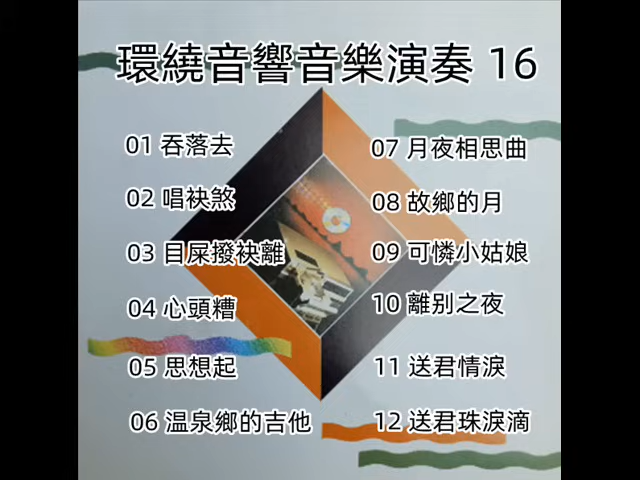 環繞音響音樂演奏 16
01 吞落去
02 唱袂煞
03 目屎撥袂離
04 心頭糟
05 思想起
06 温泉鄉的吉他
07 月夜相思曲
08 故鄉的月
09 可憐小姑娘
10 離别之夜
11 送君情淚
12 送君珠淚滴